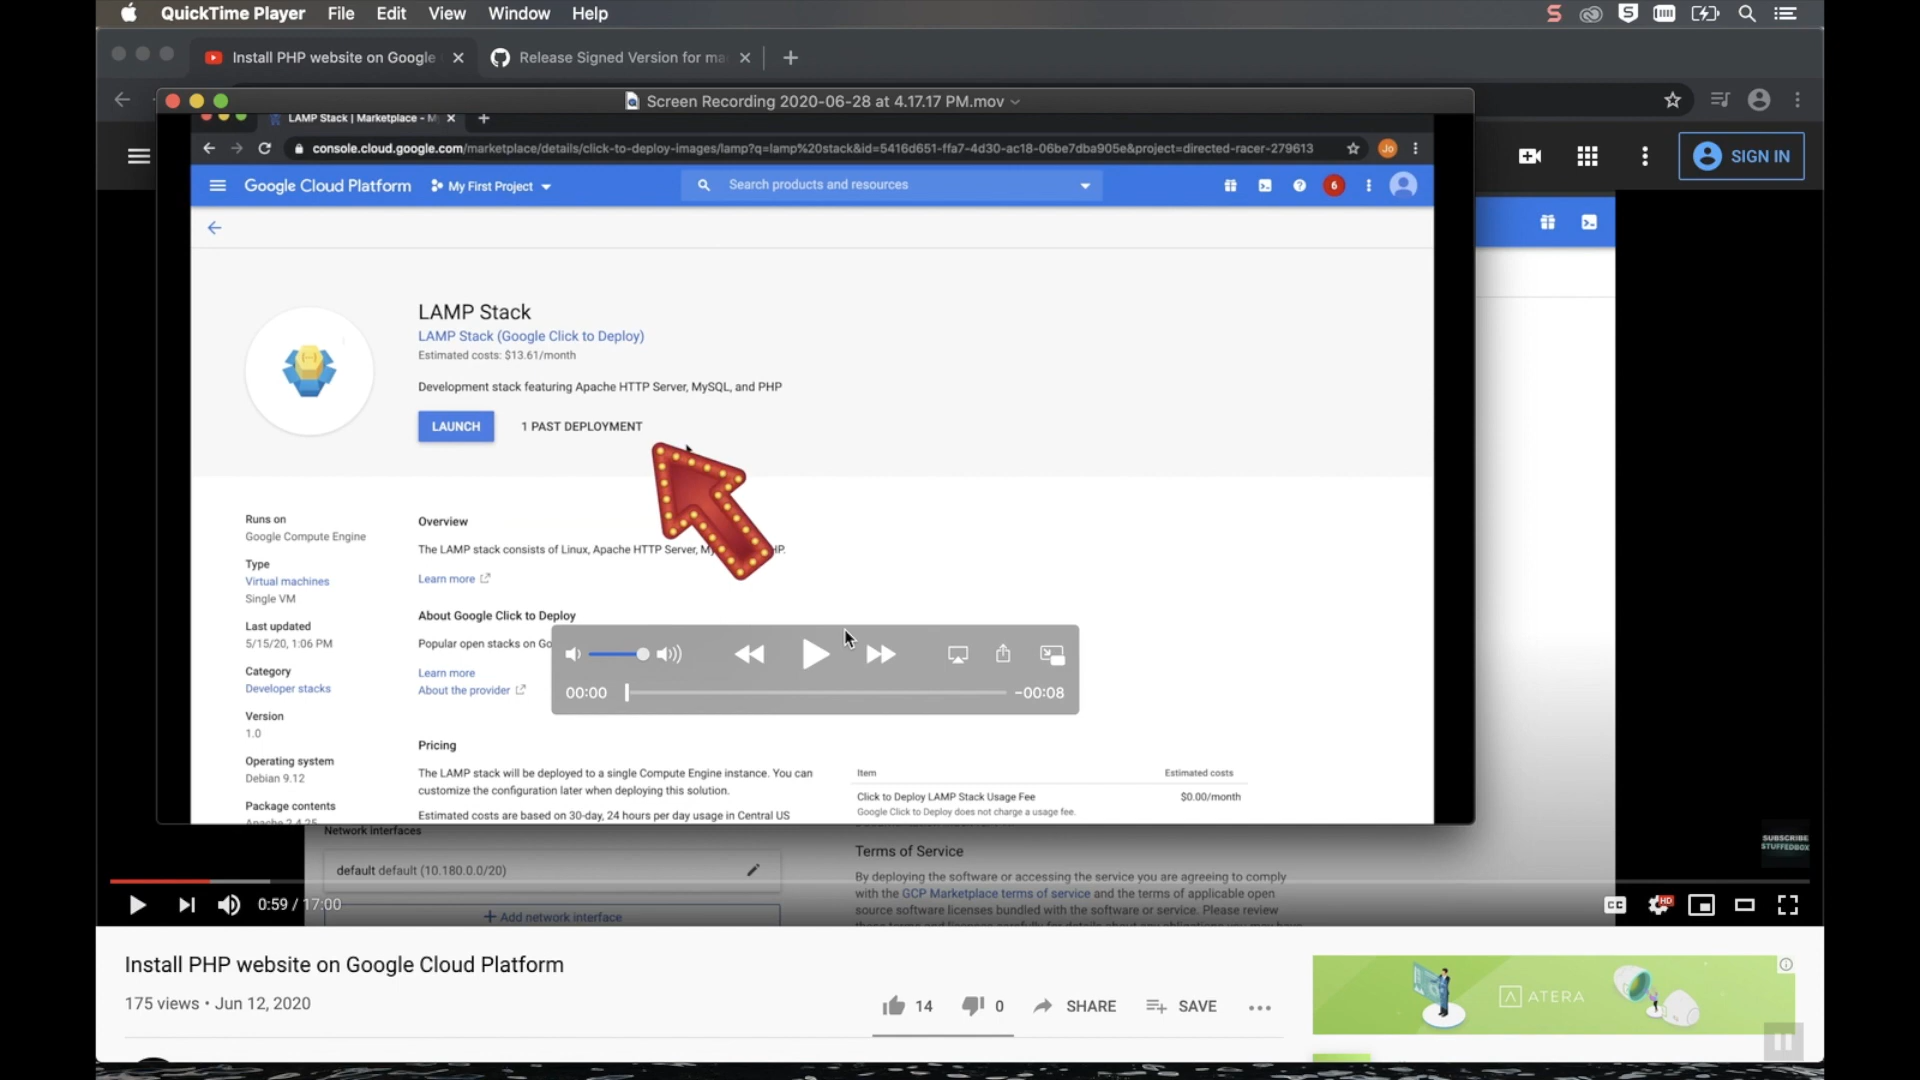 QuickTime Player File Edit View Window Help
Install PHP website on Google
Release Signed Version for ma
Screen Recording 2020-06-28 at 4.17.17 PM.mov
LAMP Stack | Marketplace - M
console.cloud.google.com/marketplace/details/click-to-deploy-images/lamp?q=lamp%20stack&id=5416d651-ffa7-4d30-ac18-06be7dba905e&project=directed-racer-279613
Jo
SIGN IN
Google Cloud Platform
My First Project
Search products and resources
6
LAMP Stack
LAMP Stack (Google Click to Deploy)
Estimated costs: $13.61/month
Development stack featuring Apache HTTP Server, MySQL, and PHP
LAUNCH
1 PAST DEPLOYMENT
Runs on
Google Compute Engine
Type
Virtual machines
Single VM
Last updated
5/15/20, 1:06 PM
Category
Developer stacks
Version
1.0
Operating system
Debian 9.12
Package contents
Apache 2.4.25
Overview
The LAMP stack consists of Linux, Apache HTTP Server, My HP.
Learn more
About Google Click to Deploy
Popular open stacks on Go
Learn more
About the provider
00:00
-00:08
Pricing
The LAMP stack will be deployed to a single Compute Engine instance. You can
customize the configuration later when deploying this solution.
Estimated costs are based on 30-day, 24 hours per day usage in Central US
Item
Estimated costs
Click to Deploy LAMP Stack Usage Fee
$0.00/month
Google Click to Deploy does not charge a usage fee.
Network interfaces
default default (10.180.0.0/20)
+ Add network interface
Terms of Service
By deploying the software or accessing the service you are agreeing to comply
with the GCP Marketplace terms of service and the terms of applicable open
source software licenses bundled with the software or service. Please review
SUBSCRIBE
STUFFEDBOX
0:59 / 17:00
CC
HD
Install PHP website on Google Cloud Platform
175 views • Jun 12, 2020
14
0
SHARE
SAVE
ATERA